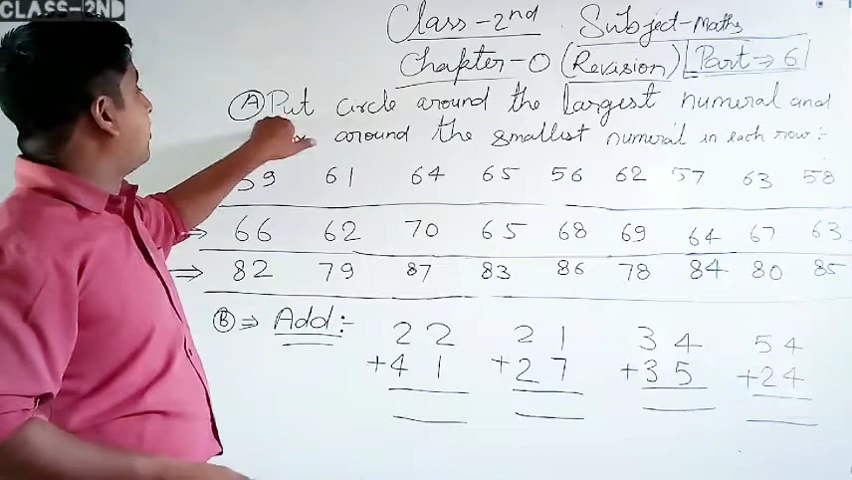 CLASS-2ND
Class-2nd Subject-Maths
Chapter-0 (Revision) Part→6
(A) Put circle around the largest numeral and
× around the smallest numeral in each row:-
59 61 64 65 56 62 57 63 58
⇒ 66 62 70 65 68 69 64 67 63
⇒ 82 79 87 83 86 78 84 80 85
(B) ⇒ Add:-
22 21 34 54
+41 +27 +35 +24